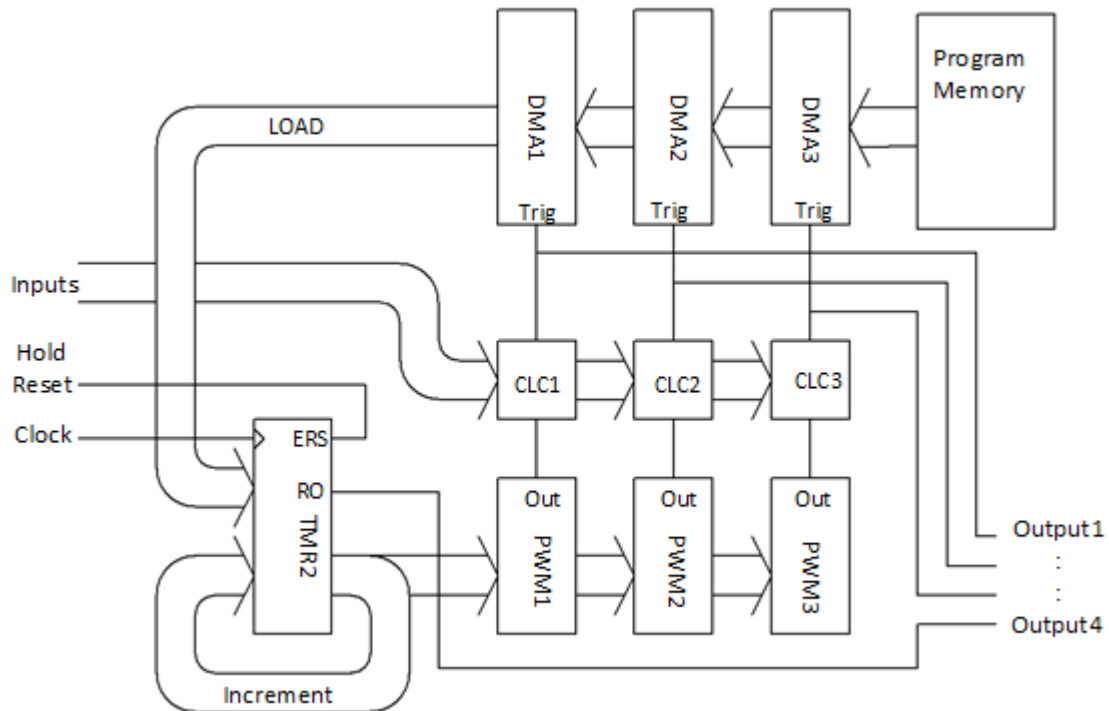 Program
Memory
DMA1
DMA2
DMA3
LOAD
Trig
Trig
Trig
Inputs
Hold
Reset
Clock
CLC1
CLC2
CLC3
ERS
RO
TMR2
Out
Out
Out
PWM1
PWM2
PWM3
Output1
:
:
Output4
Increment